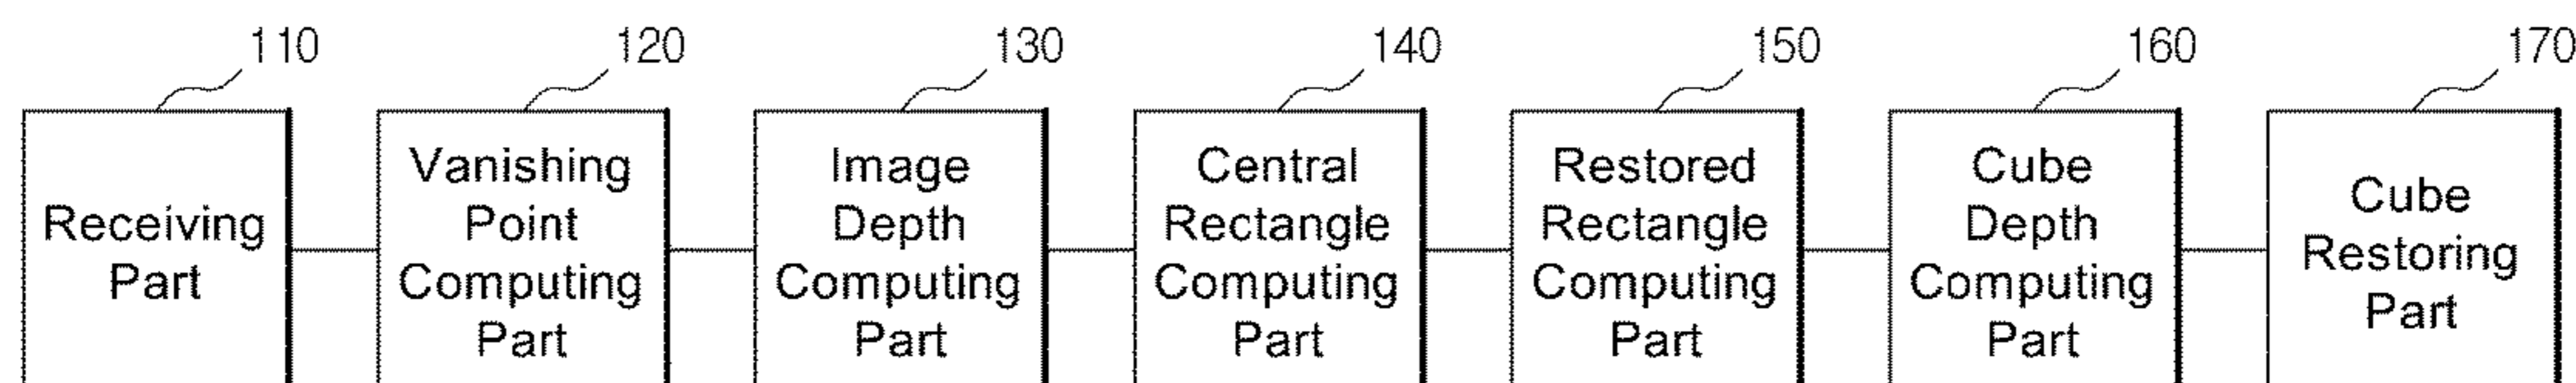 110 120 130 140 150 160 170
Receiving
Part
Vanishing
Point
Computing
Part
Image
Depth
Computing
Part
Central
Rectangle
Computing
Part
Restored
Rectangle
Computing
Part
Cube
Depth
Computing
Part
Cube
Restoring
Part